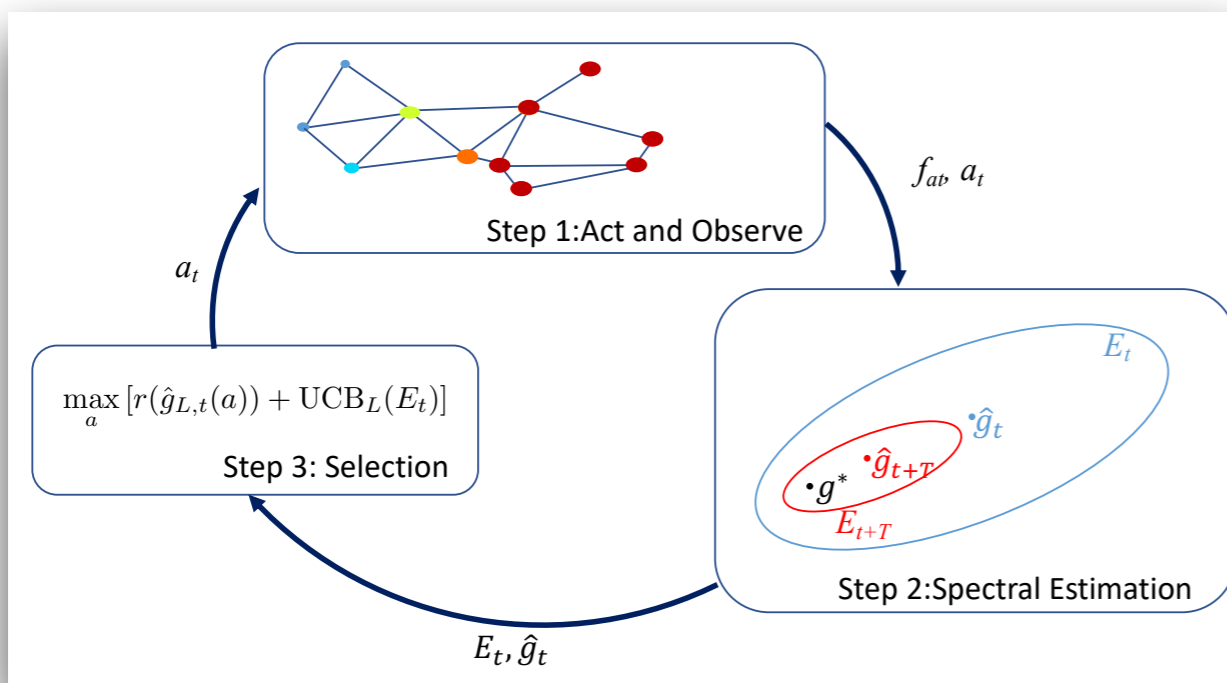 Step 1:Act and Observe
f_{at}, a_t
a_t
E_t
ĝ_t
ĝ_{t+T}
g*
E_{t+T}
Step 2:Spectral Estimation
max_a [r(ĝ_{L,t}(a)) + UCB_L(E_t)]
Step 3: Selection
E_t, ĝ_t